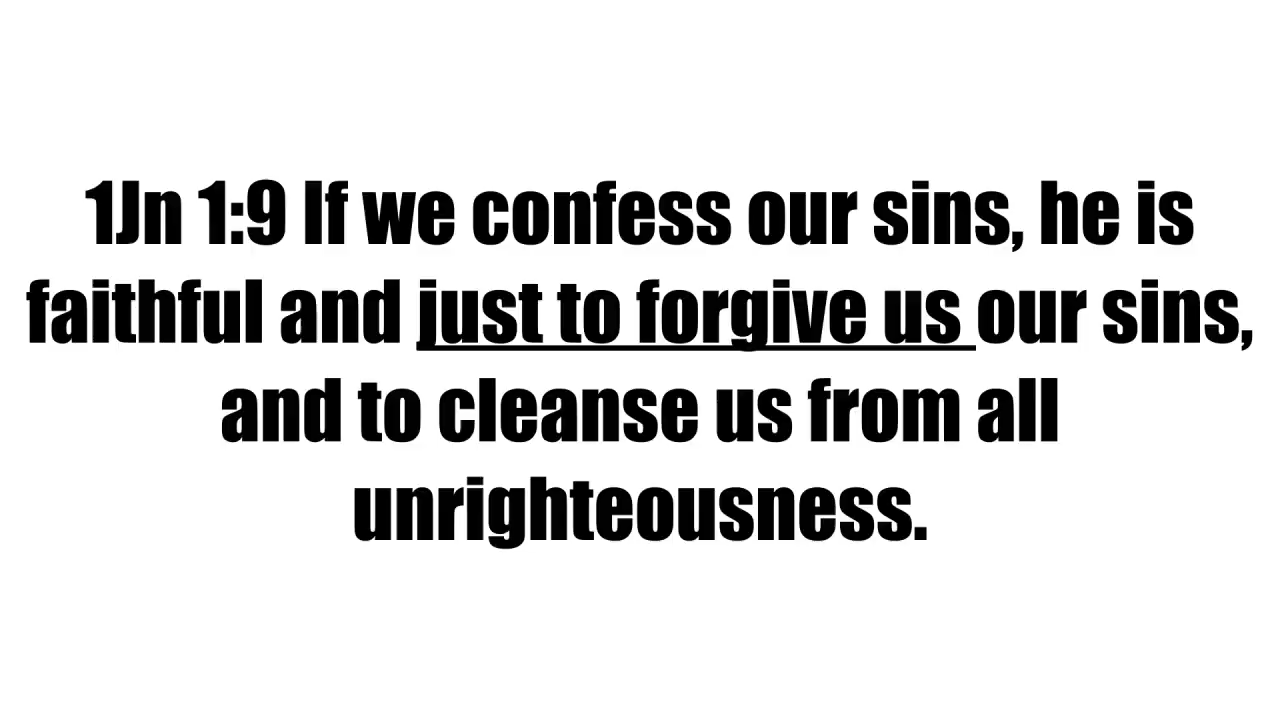 1Jn 1:9 If we confess our sins, he is
faithful and just to forgive us our sins,
and to cleanse us from all
unrighteousness.